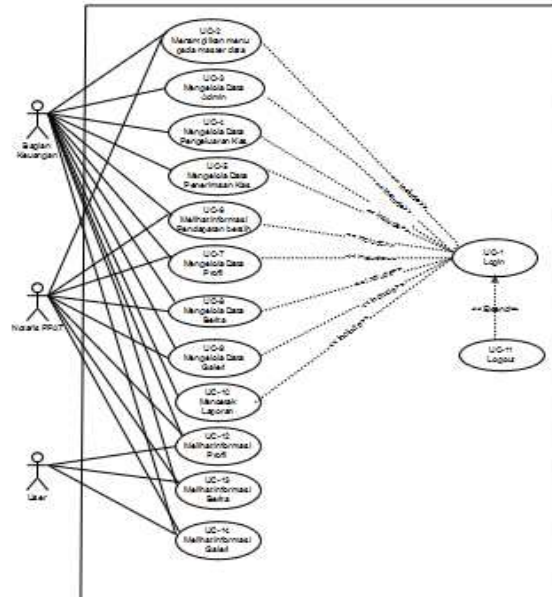 UC-2
Menampilkan menu
pada master data
UC-3
Mengelola Data
Admin
UC-4
Mengelola Data
Pengeluaran Kas
UC-5
Mengelola Data
Penerimaan Kas
UC-6
Melihat Informasi
Pendapatan bersih
UC-7
Mengelola Data
Profil
UC-8
Mengelola Data
Berita
UC-9
Mengelola Data
Galeri
UC-10
Mencetak
Laporan
UC-12
Melihat Informasi
Profil
UC-13
Melihat Informasi
Berita
UC-14
Melihat Informasi
Galeri
Bagian
Keuangan
Notaris PPAT
User
UC-1
Login
<<Extend>>
UC-11
Logout